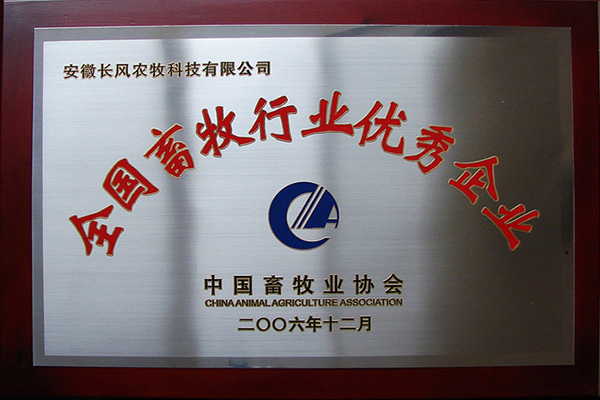 安徽长风农牧科技有限公司
全国畜牧行业优秀企业
中国畜牧业协会
CHINA ANIMAL AGRICULTURE ASSOCIATION
二〇〇六年十二月